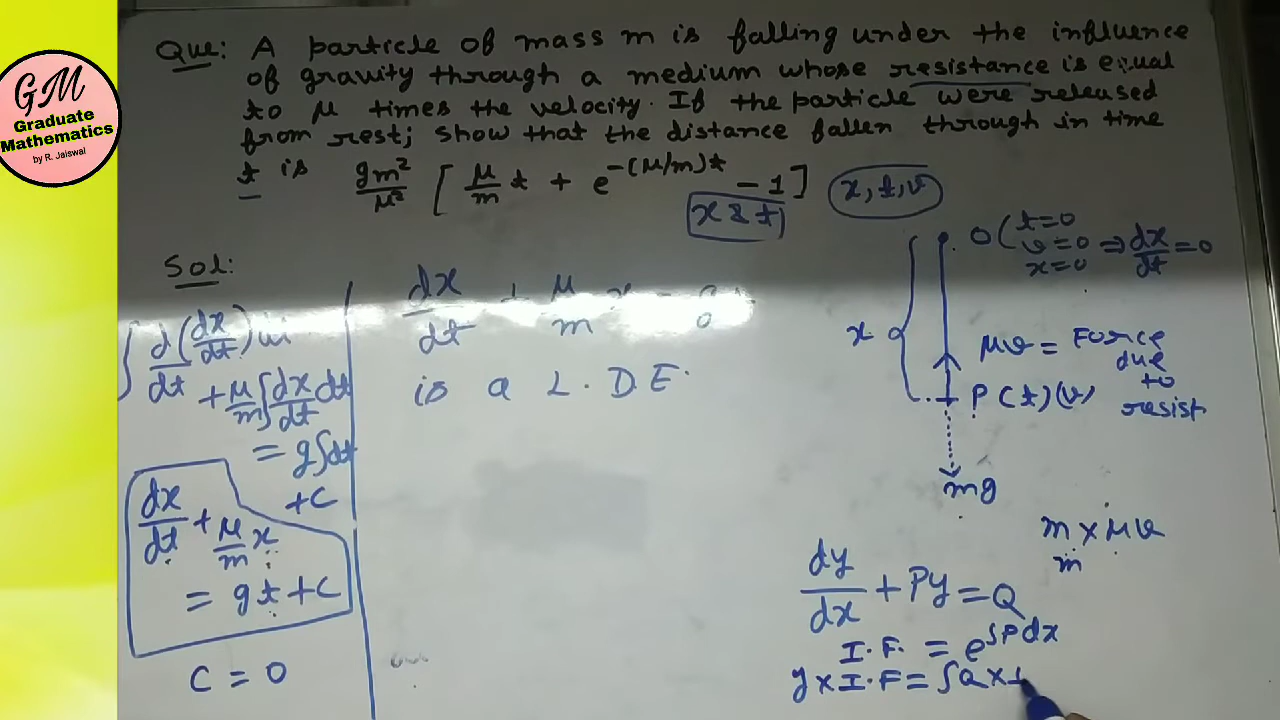 GM
Graduate
Mathematics
by R. Jaiswal
Que: A particle of mass m is falling under the influence
of gravity through a medium whose resistance is equal
to μ times the velocity. If the particle were released
from rest; show that the distance fallen through in time
t is gm²/μ² [ μ/m t + e^-(μ/m)t - 1 ]
x & t
x, t, v
Sol:
∫ d/dt (dx/dt) dt
+ μ/m ∫ dx/dt dt
= g∫dt
+ C
dx/dt + μ/m x
= gt + C
C = 0
dx/dt + μ/m x = gt
is a L.D.E.
O (t=0
v=0 ⇒ dx/dt = 0
x=0
x
μv = Force
due
to
resist
P (t)(v)
mg
m/m × μv
dy/dx + Py = Q
I.F. = e^∫Pdx
y × I.F = ∫Q×